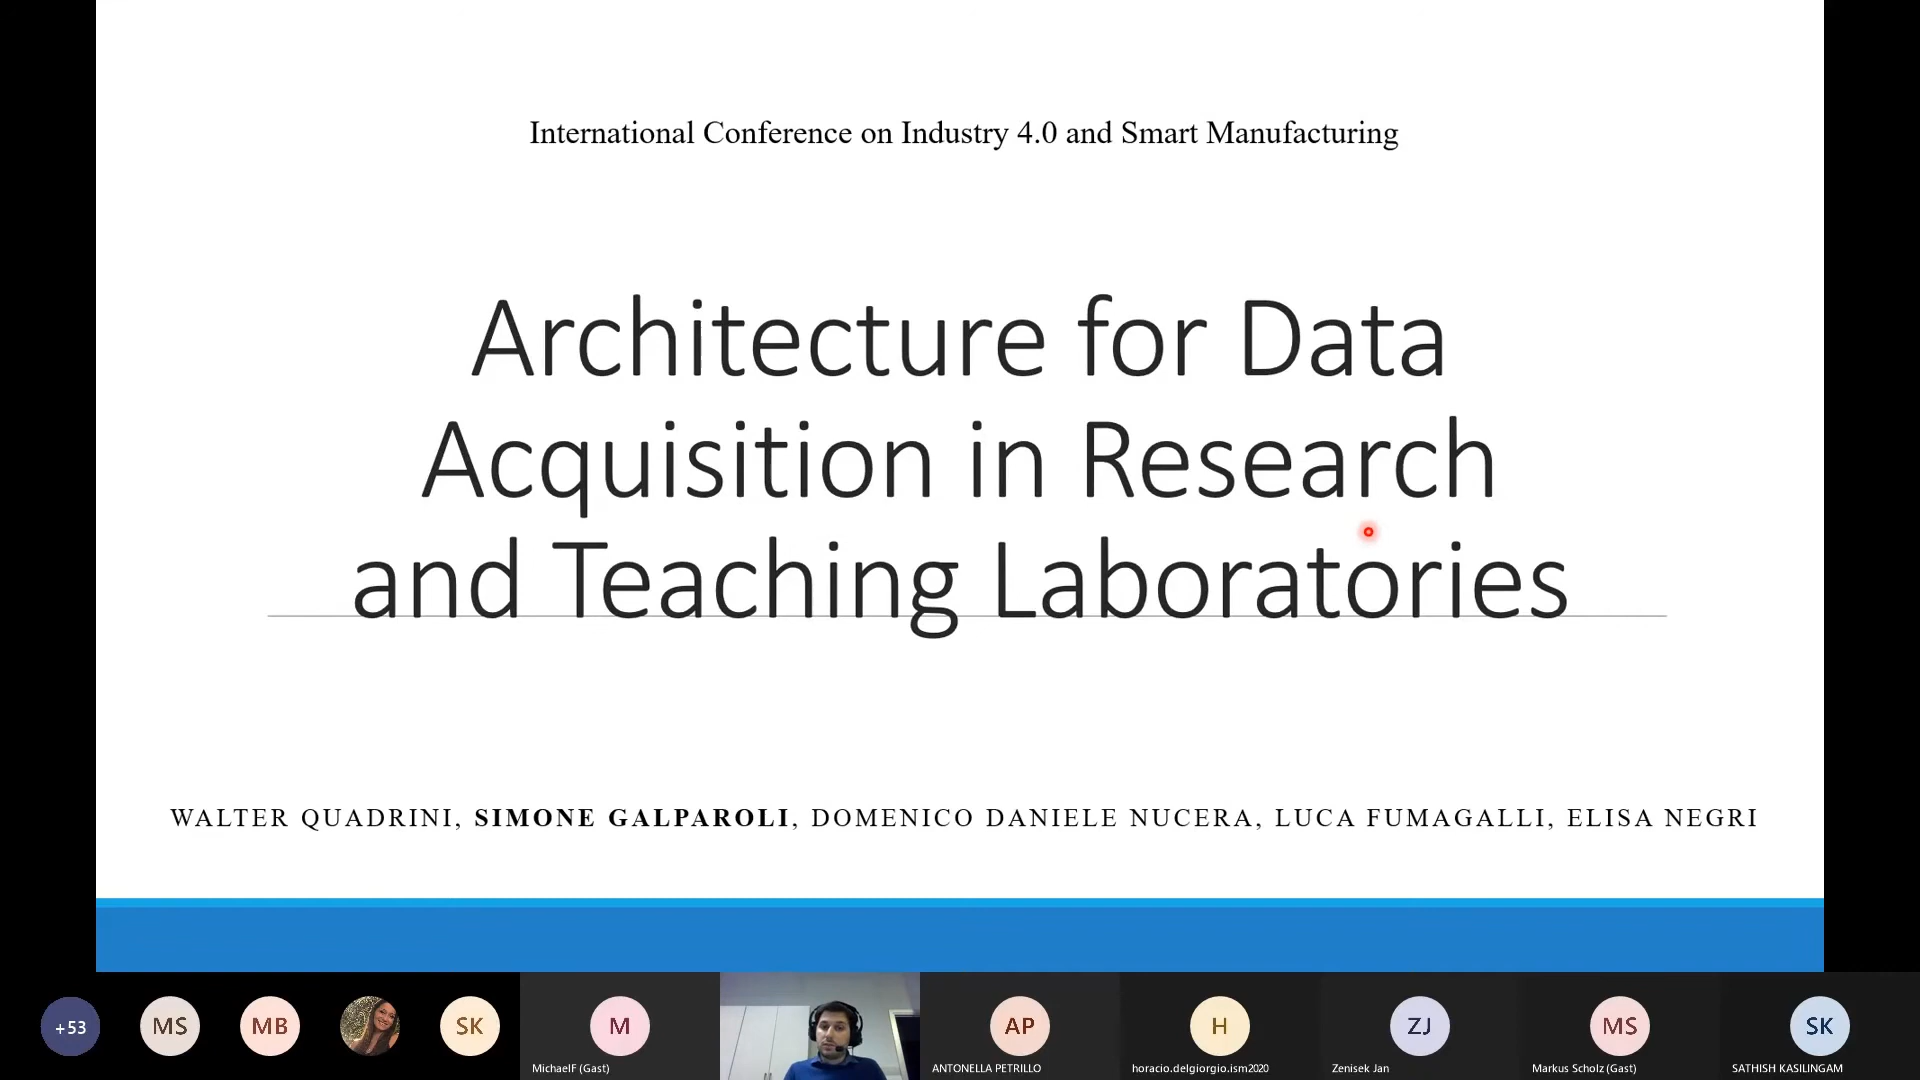 International Conference on Industry 4.0 and Smart Manufacturing
Architecture for Data
Acquisition in Research
and Teaching Laboratories
WALTER QUADRINI, SIMONE GALPAROLI, DOMENICO DANIELE NUCERA, LUCA FUMAGALLI, ELISA NEGRI
+53
MS
MB
SK
M
AP
H
ZJ
MS
SK
MichaelF (Gast)
ANTONELLA PETRILLO
horacio.delgiorgio.ism2020
Zenisek Jan
Markus Scholz (Gast)
SATHISH KASILINGAM